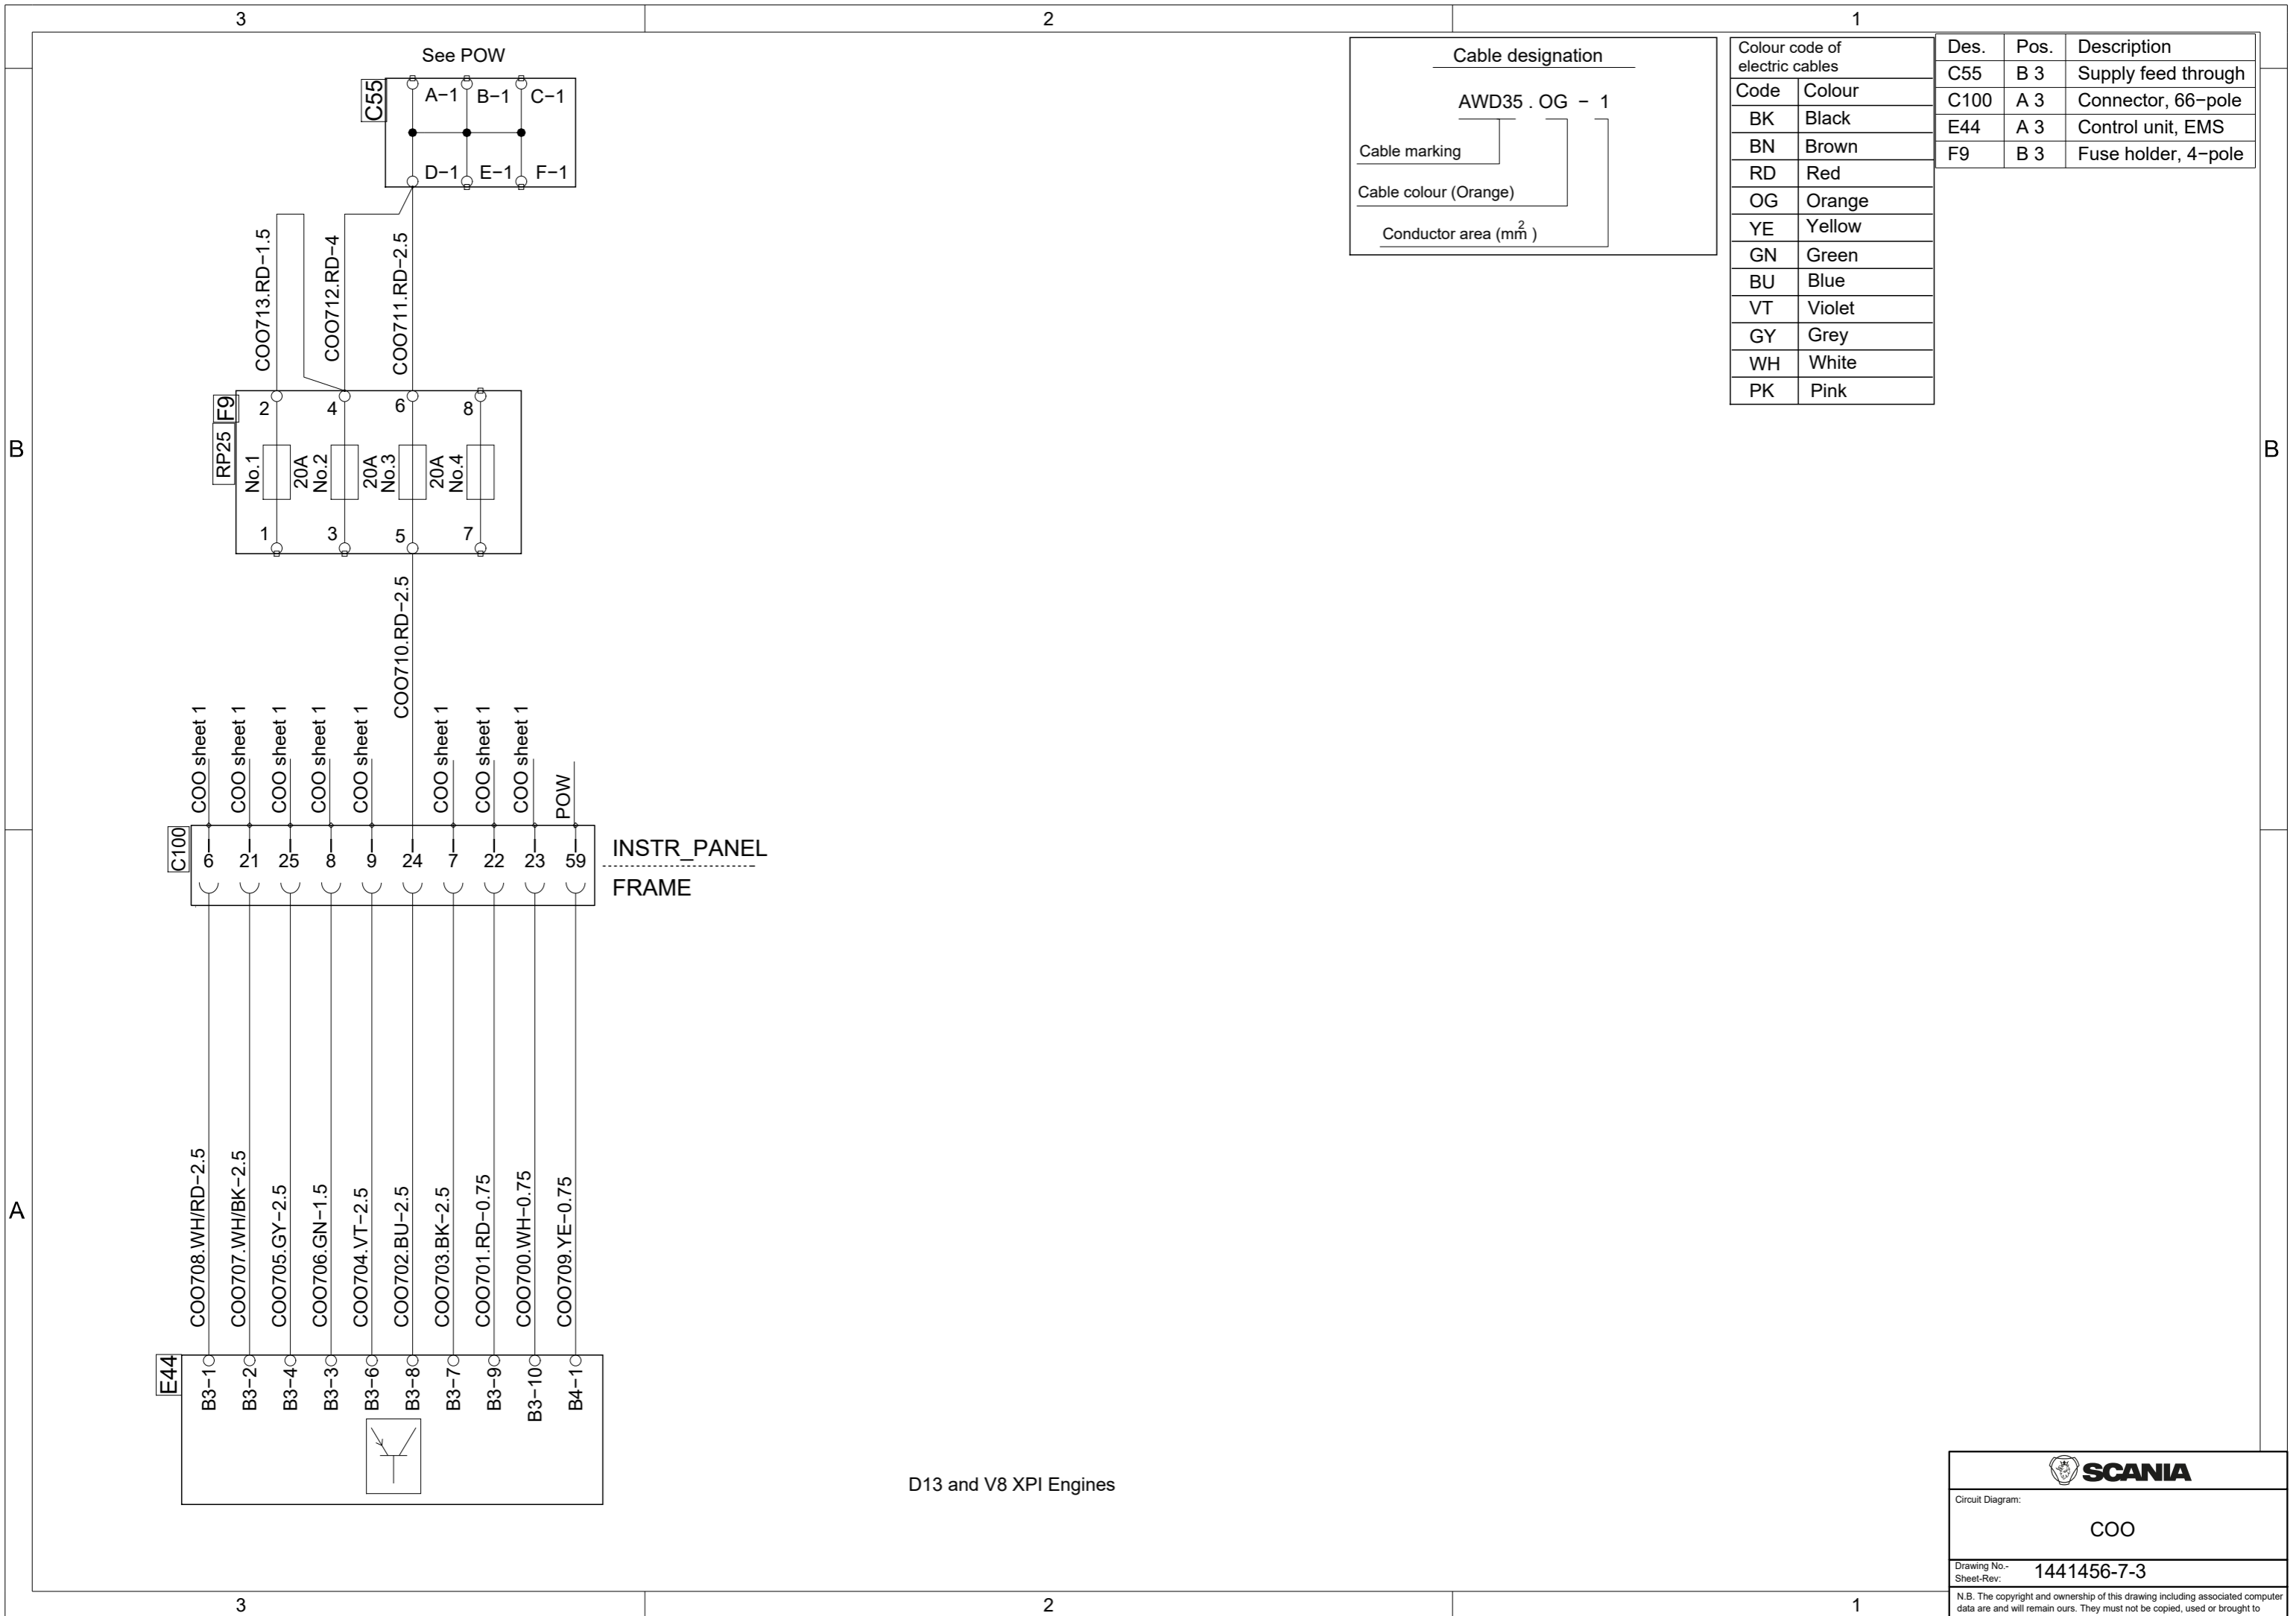 3
2
1
See POW
C55
A−1
B−1
C−1
D−1
E−1
F−1
Cable designation
AWD35 . OG − 1
Cable marking
Cable colour (Orange)
Conductor area (mm2)
Colour code of
electric cables
Code Colour
BK Black
BN Brown
RD Red
OG Orange
YE Yellow
GN Green
BU Blue
VT Violet
GY Grey
WH White
PK Pink
Des. Pos. Description
C55 B 3 Supply feed through
C100 A 3 Connector, 66−pole
E44 A 3 Control unit, EMS
F9 B 3 Fuse holder, 4−pole
COO713.RD−1.5
COO712.RD−4
COO711.RD−2.5
F9
RP25
2
4
6
8
No.1
20A
No.2
20A
No.3
20A
No.4
1
3
5
7
B
B
COO710.RD−2.5
COO sheet 1
COO sheet 1
COO sheet 1
COO sheet 1
COO sheet 1
COO sheet 1
COO sheet 1
COO sheet 1
POW
C100
6 21 25 8 9 24 7 22 23 59
INSTR_PANEL
FRAME
A
COO708.WH/RD−2.5
COO707.WH/BK−2.5
COO705.GY−2.5
COO706.GN−1.5
COO704.VT−2.5
COO702.BU−2.5
COO703.BK−2.5
COO701.RD−0.75
COO700.WH−0.75
COO709.YE−0.75
E44
B3−1
B3−2
B3−4
B3−3
B3−6
B3−8
B3−7
B3−9
B3−10
B4−1
D13 and V8 XPI Engines
SCANIA
Circuit Diagram:
COO
Drawing No.-
Sheet-Rev:
1441456-7-3
N.B. The copyright and ownership of this drawing including associated computer
data are and will remain ours. They must not be copied, used or brought to
3
2
1